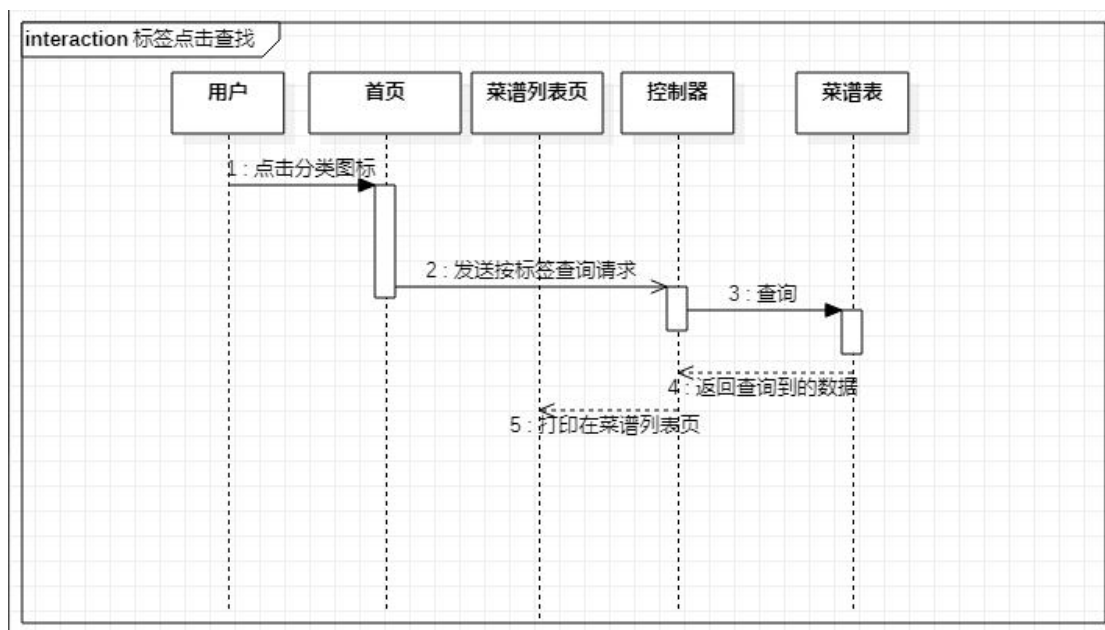 interaction 标签点击查找
用户
首页
菜谱列表页
控制器
菜谱表
1 : 点击分类图标
2 : 发送按标签查询请求
3 : 查询
4 : 返回查询到的数据
5 : 打印在菜谱列表页